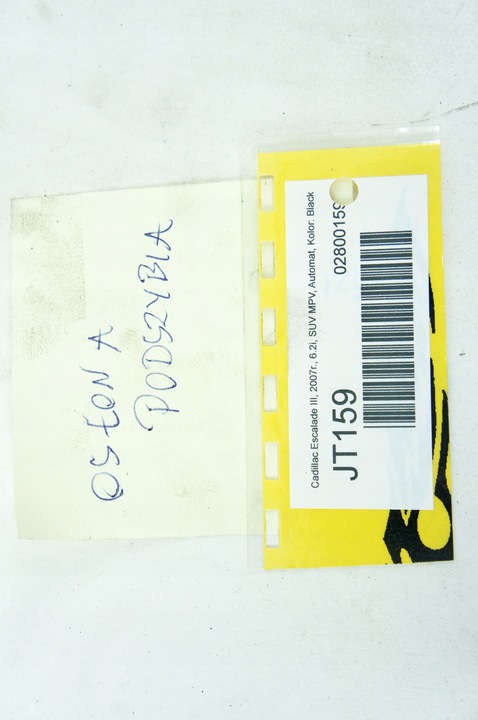 OSŁONA
PODSZYBIA
Cadillac Escalade III, 2007r., 6.2i, SUV MPV, Automat, Kolor: Black
JT159
02800159